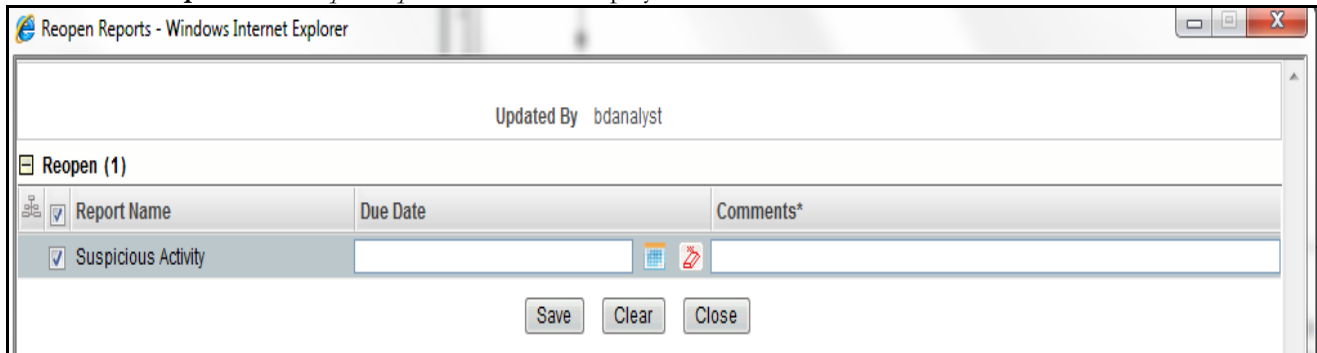 Reopen Reports - Windows Internet Explorer
X
Updated By bdanalyst
Reopen (1)
Report Name Due Date Comments*
Suspicious Activity
Save Clear Close